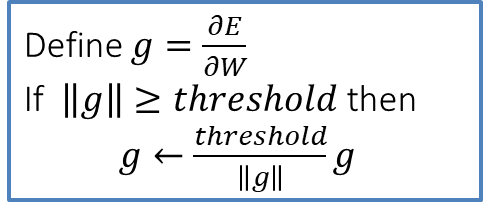 Define g = ∂E/∂W
If ‖g‖ ≥ threshold then
g ← threshold/‖g‖ g